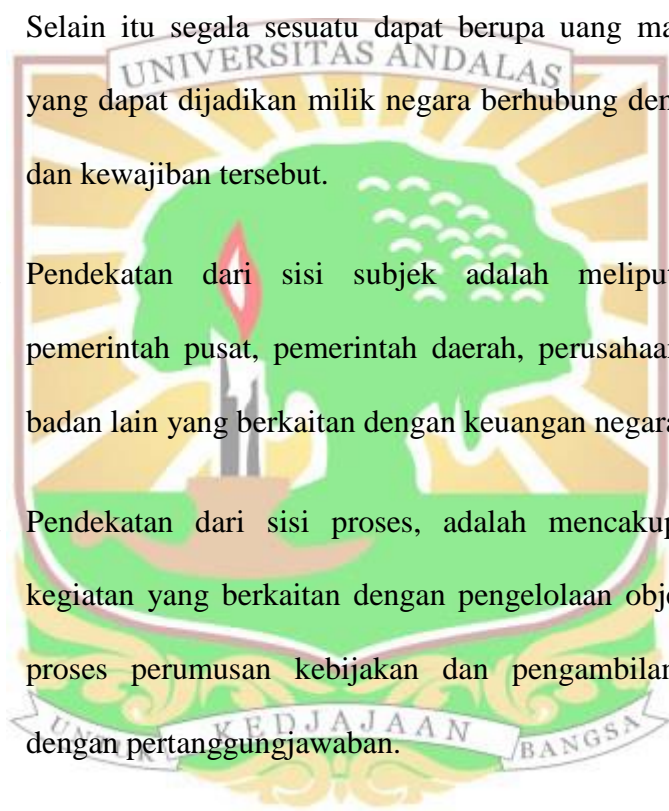 Selain itu segala sesuatu dapat berupa uang ma
UNIVERSITAS ANDALAS
yang dapat dijadikan milik negara berhubung den
dan kewajiban tersebut.
Pendekatan dari sisi subjek adalah meliput
pemerintah pusat, pemerintah daerah, perusahaan
badan lain yang berkaitan dengan keuangan negara
Pendekatan dari sisi proses, adalah mencakup
kegiatan yang berkaitan dengan pengelolaan obje
proses perumusan kebijakan dan pengambilan
UNTUK KEDJAJAAN BANGSA
dengan pertanggungjawaban.